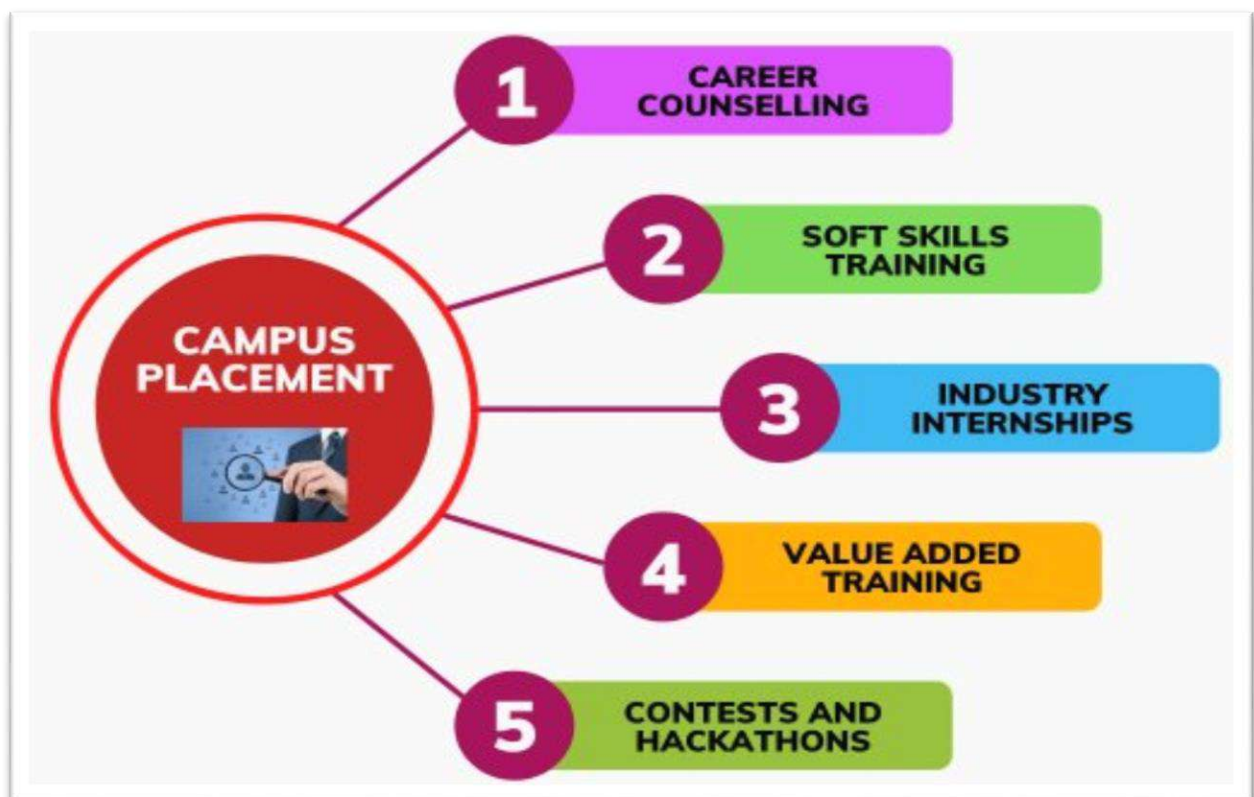 CAMPUS
PLACEMENT
1
CAREER
COUNSELLING
2
SOFT SKILLS
TRAINING
3
INDUSTRY
INTERNSHIPS
4
VALUE ADDED
TRAINING
5
CONTESTS AND
HACKATHONS